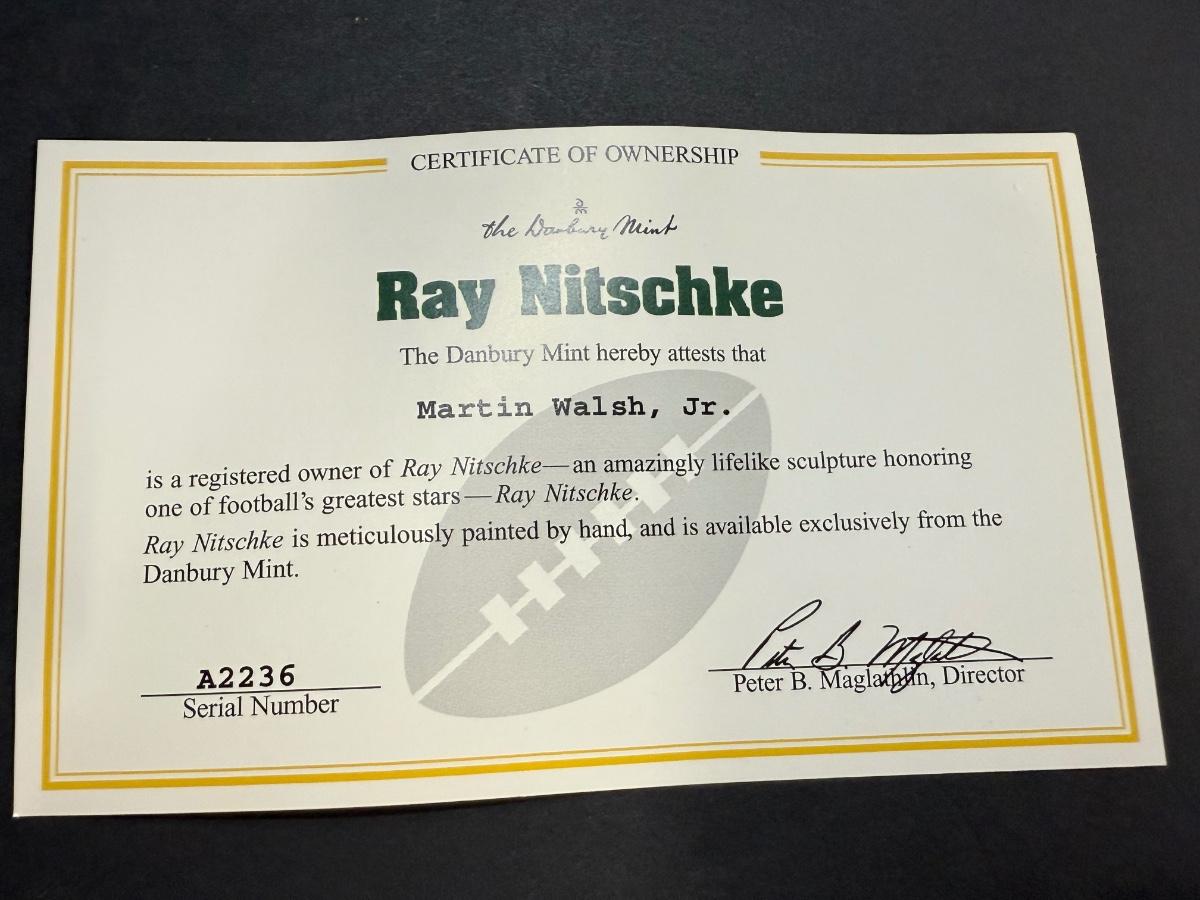 CERTIFICATE OF OWNERSHIP
the Danbury Mint
Ray Nitschke
The Danbury Mint hereby attests that
Martin Walsh, Jr.
is a registered owner of Ray Nitschke—an amazingly lifelike sculpture honoring
one of football's greatest stars—Ray Nitschke.
Ray Nitschke is meticulously painted by hand, and is available exclusively from the
Danbury Mint.
A2236
Serial Number
Peter B. Maglathlin
Peter B. Maglathlin, Director